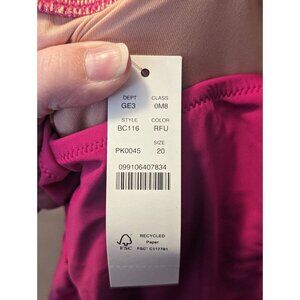 DEPT CLASS
GE3 0M8
STYLE COLOR
BC116 RFU
SIZE
PK0045 20
099106407834
FSC
RECYCLED
Paper
FSC® C117781